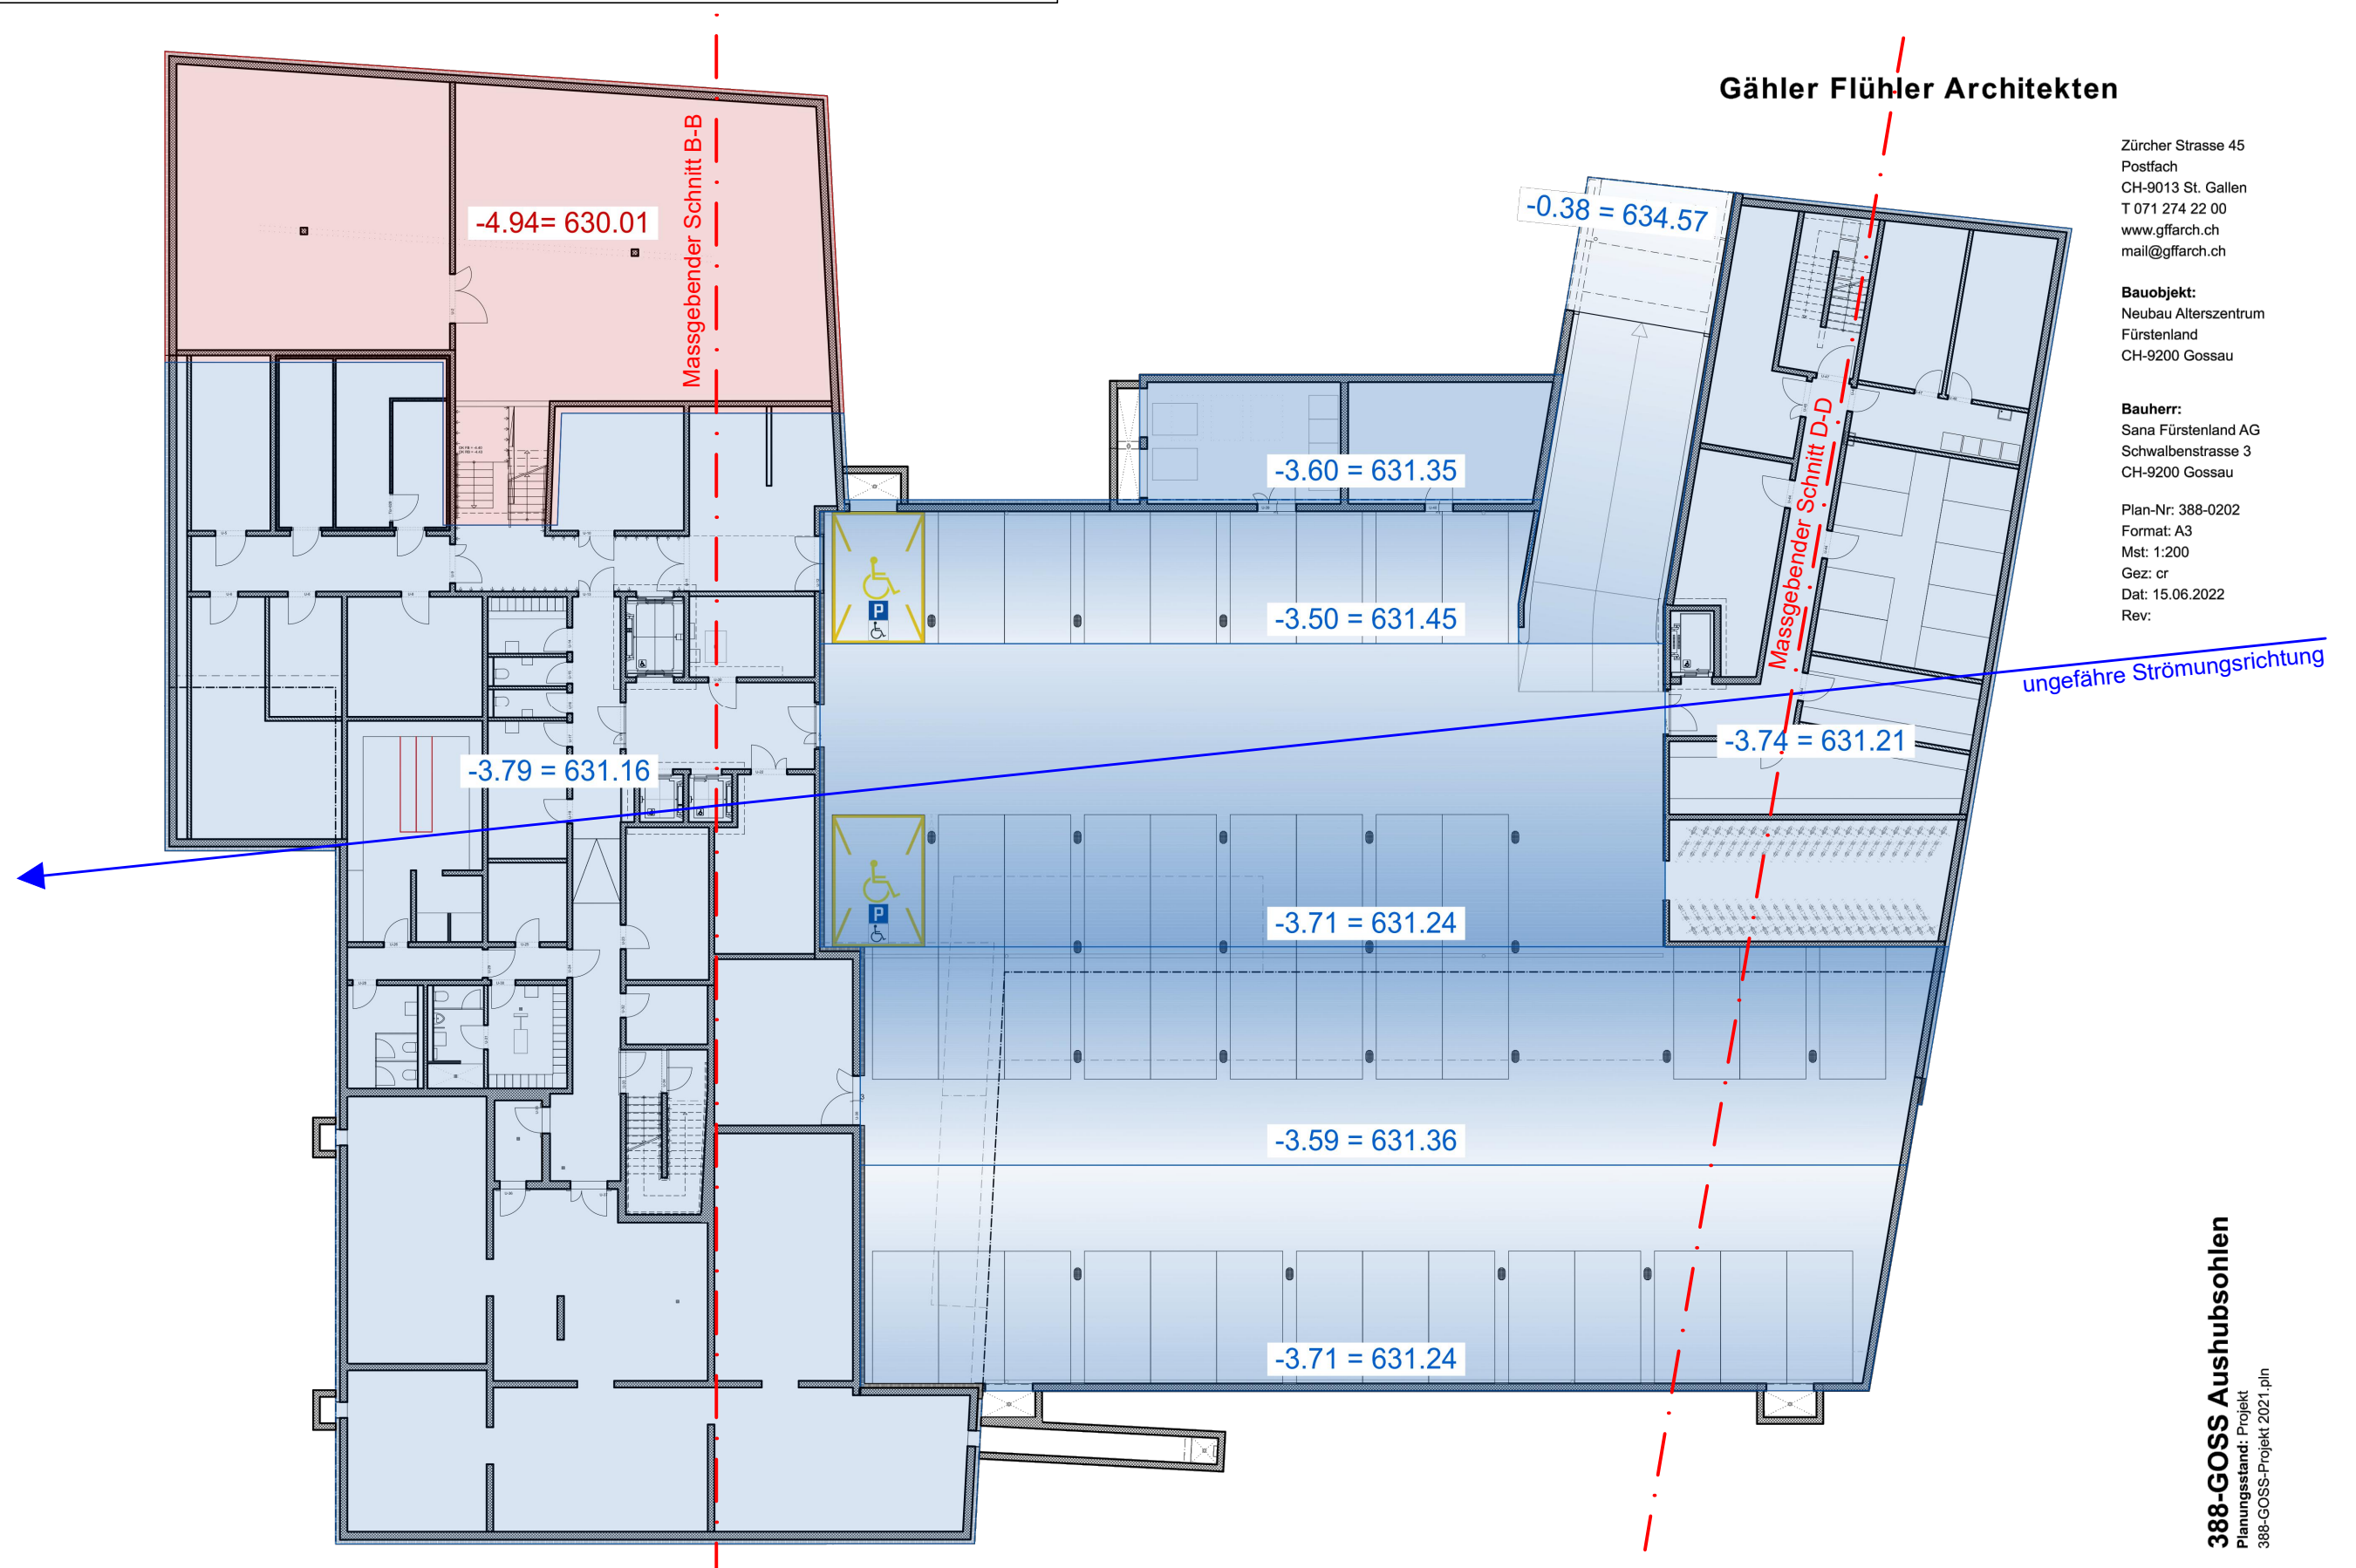 Gähler Flühler Architekten
Zürcher Strasse 45
Postfach
CH-9013 St. Gallen
T 071 274 22 00
www.gffarch.ch
mail@gffarch.ch
Bauobjekt:
Neubau Alterszentrum
Fürstenland
CH-9200 Gossau
Bauherr:
Sana Fürstenland AG
Schwalbenstrasse 3
CH-9200 Gossau
Plan-Nr: 388-0202
Format: A3
Mst: 1:200
Gez: cr
Dat: 15.06.2022
Rev:
Massgebender Schnitt B-B
-4.94= 630.01
-0.38 = 634.57
-3.60 = 631.35
Massgebender Schnitt D-D
-3.50 = 631.45
P
ungefähre Strömungsrichtung
-3.74 = 631.21
-3.79 = 631.16
P
-3.71 = 631.24
-3.59 = 631.36
-3.71 = 631.24
388-GOSS Aushubsohlen
Planungsstand: Projekt
388-GOSS-Projekt 2021.pln